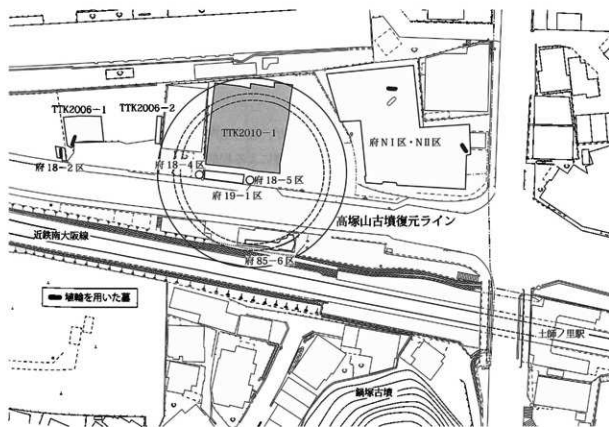 TTK2006-1
TTK2006-2
TTK2010-1
府NⅠ区・NⅡ区
府18-2区
府18-4区
府18-5区
府19-1区
高塚山古墳復元ライン
近鉄南大阪線
府85-6区
埴輪を用いた墓
土師ノ里駅
鍋塚古墳